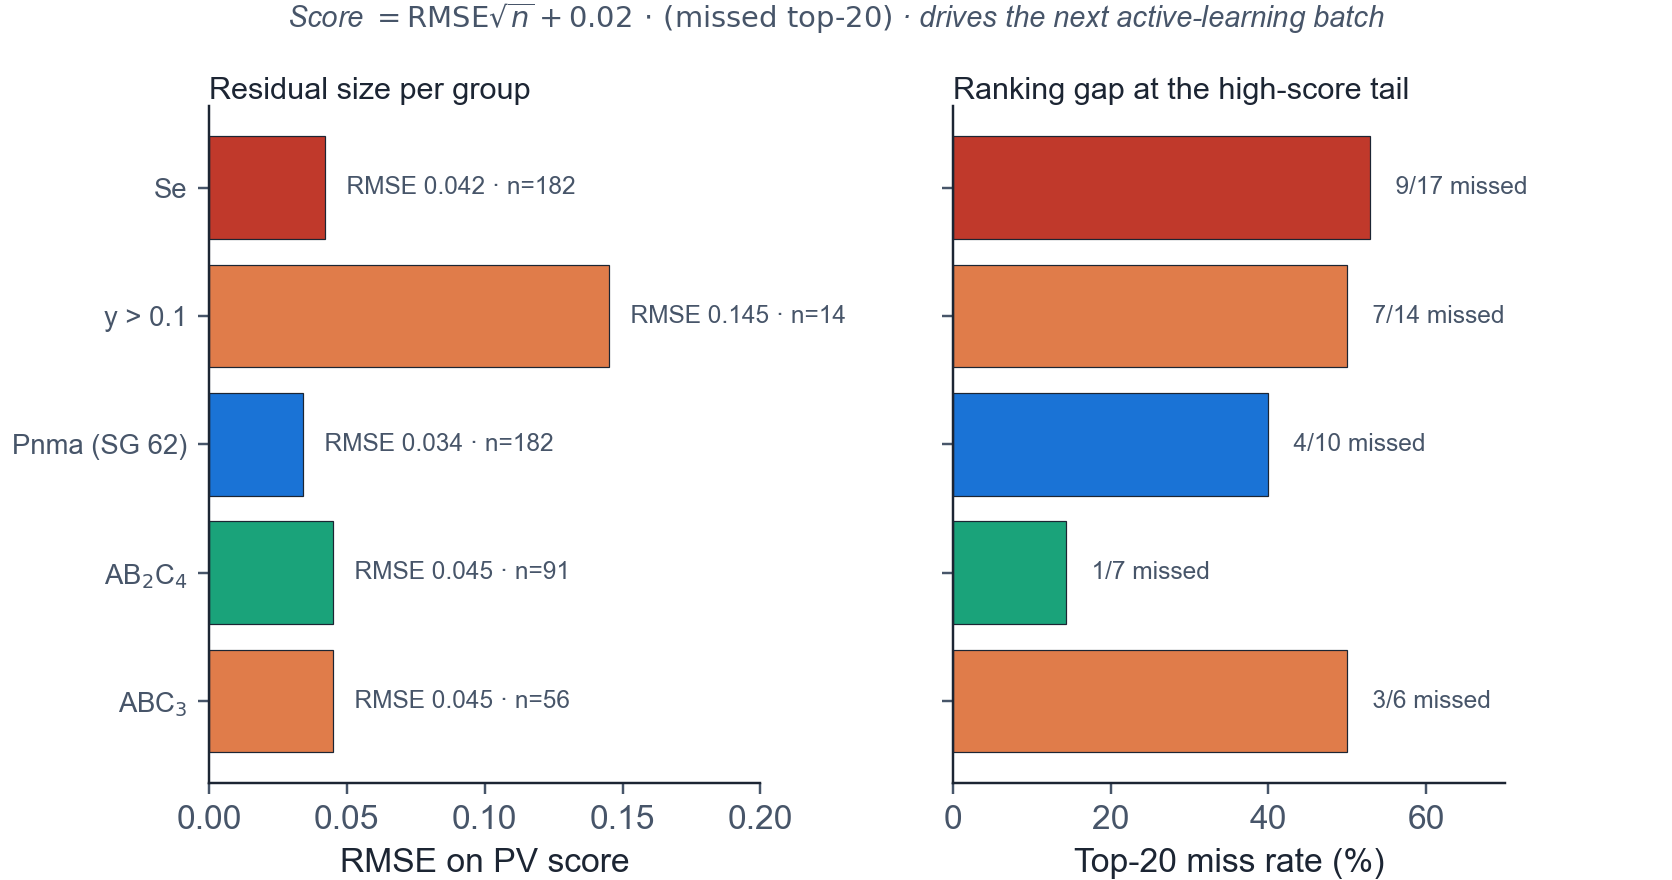 Score = RMSE√n + 0.02 · (missed top-20) · drives the next active-learning batch
Residual size per group
Se
RMSE 0.042 · n=182
y > 0.1
RMSE 0.145 · n=14
Pnma (SG 62)
RMSE 0.034 · n=182
AB₂C₄
RMSE 0.045 · n=91
ABC₃
RMSE 0.045 · n=56
0.00 0.05 0.10 0.15 0.20
RMSE on PV score
Ranking gap at the high-score tail
9/17 missed
7/14 missed
4/10 missed
1/7 missed
3/6 missed
0 20 40 60
Top-20 miss rate (%)